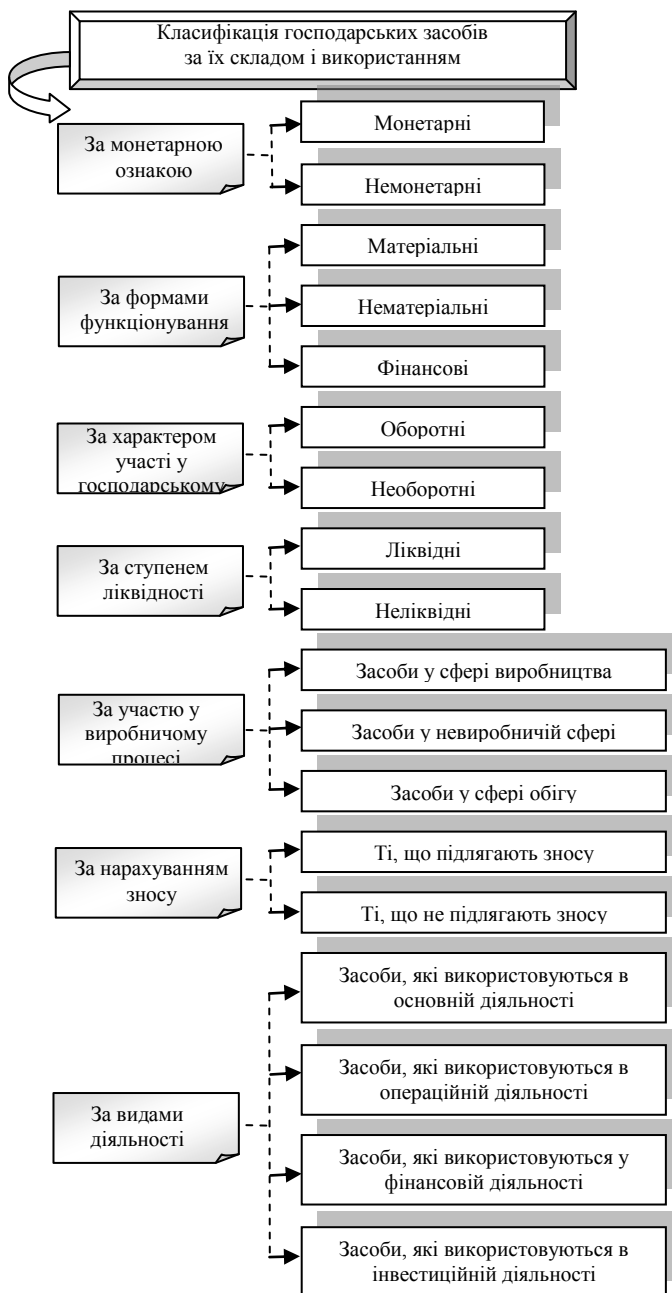 Класифікація господарських засобів
за їх складом і використанням
За монетарною
ознакою
Монетарні
Немонетарні
За формами
функціонування
Матеріальні
Нематеріальні
Фінансові
За характером
участі у
господарському
Оборотні
Необоротні
За ступенем
ліквідності
Ліквідні
Неліквідні
За участю у
виробничому
процесі
Засоби у сфері виробництва
Засоби у невиробничій сфері
Засоби у сфері обігу
За нарахуванням
зносу
Ті, що підлягають зносу
Ті, що не підлягають зносу
За видами
діяльності
Засоби, які використовуються в
основній діяльності
Засоби, які використовуються в
операційній діяльності
Засоби, які використовуються у
фінансовій діяльності
Засоби, які використовуються в
інвестиційній діяльності